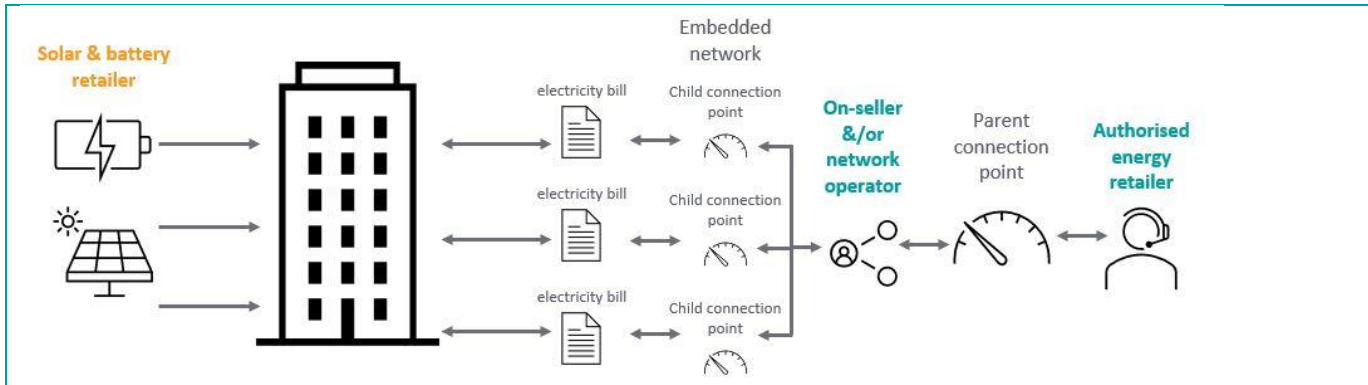 Solar & battery
retailer
electricity bill
electricity bill
electricity bill
Embedded
network
Child connection
point
Child connection
point
Child connection
point
On-seller
&/or
network
operator
Parent
connection
point
Authorised
energy
retailer